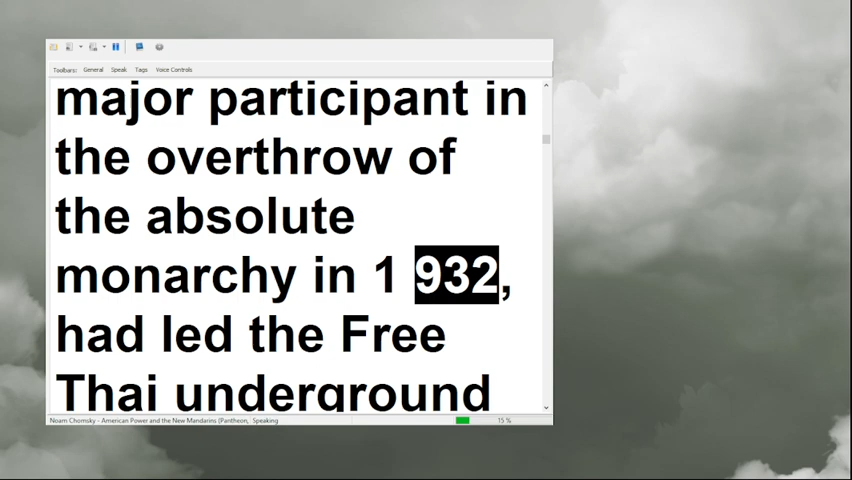 Toolbars: General Speak Tags Voice Controls
major participant in
the overthrow of
the absolute
monarchy in 1 932,
had led the Free
Thai underground
Noam Chomsky - American Power and the New Mandarins (Pantheon, Speaking 15 %